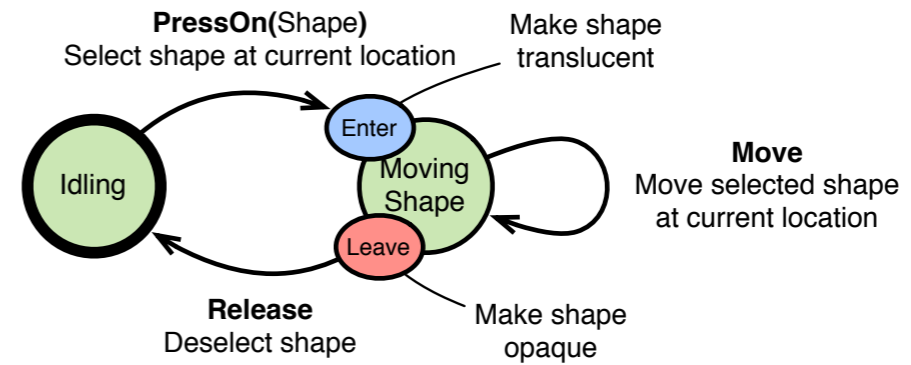 PressOn(Shape)
Select shape at current location
Make shape
translucent
Enter
Idling
Moving
Shape
Move
Move selected shape
at current location
Leave
Release
Deselect shape
Make shape
opaque